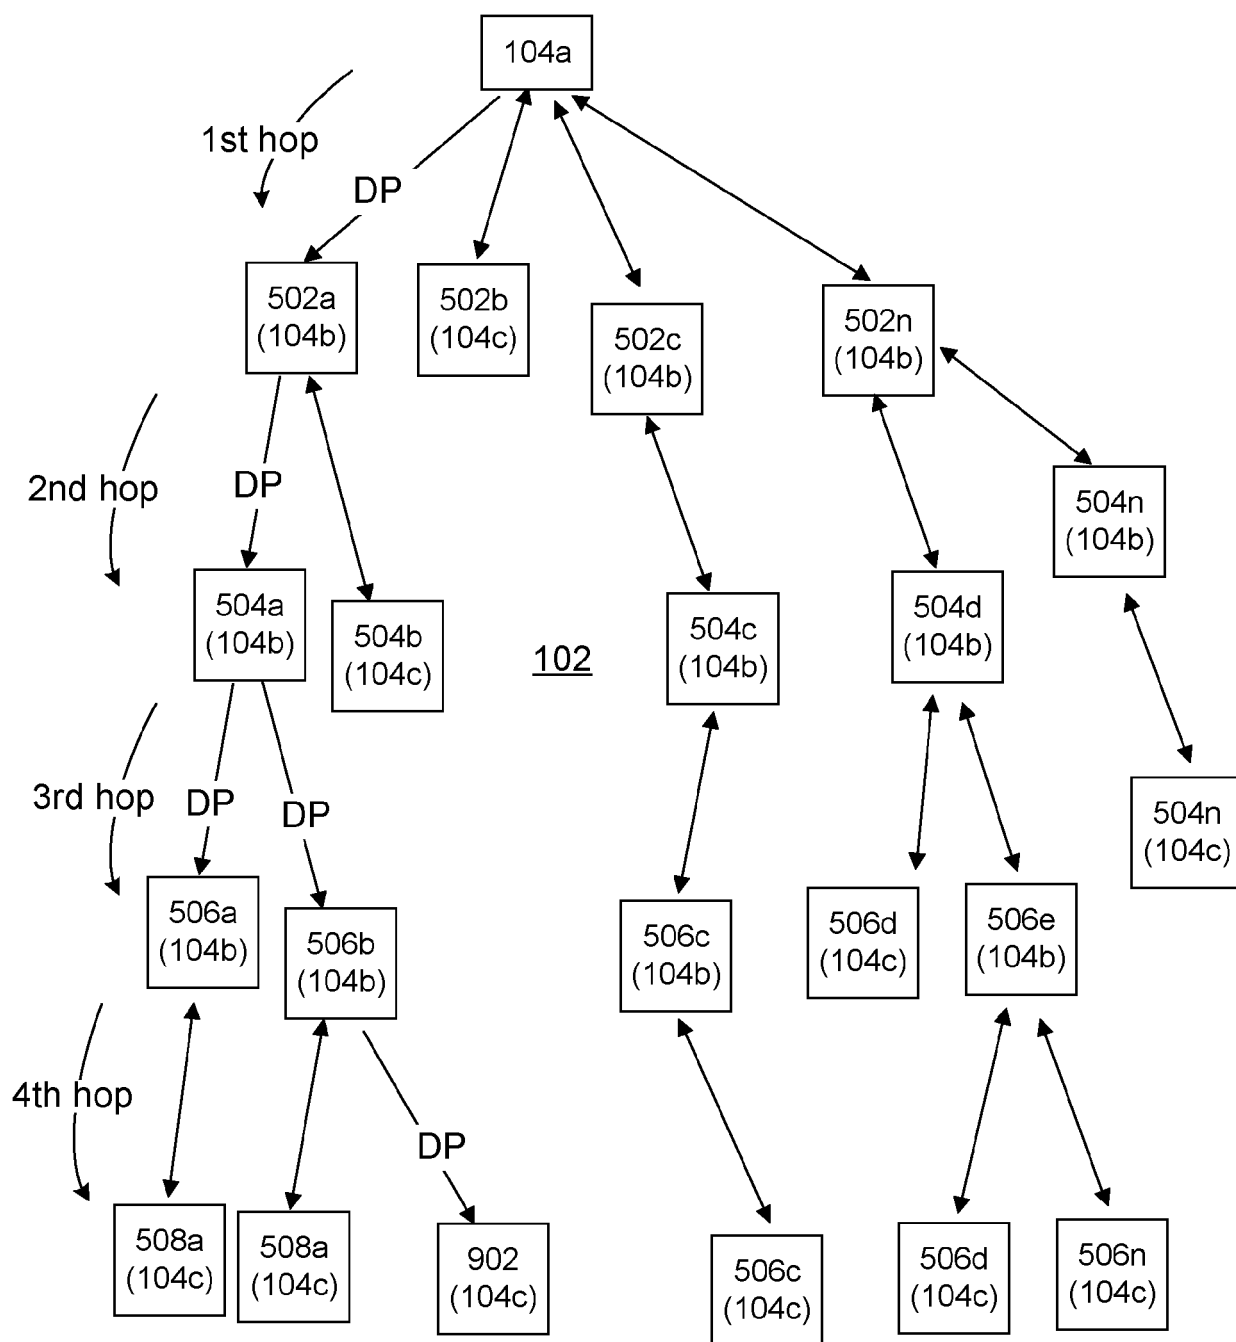 104a
1st hop
DP
502a
(104b)
502b
(104c)
502c
(104b)
502n
(104b)
2nd hop
DP
504a
(104b)
504b
(104c)
102
504c
(104b)
504d
(104b)
504n
(104b)
3rd hop
DP
DP
504n
(104c)
506a
(104b)
506b
(104b)
506c
(104b)
506d
(104c)
506e
(104b)
4th hop
DP
508a
(104c)
508a
(104c)
902
(104c)
506c
(104c)
506d
(104c)
506n
(104c)